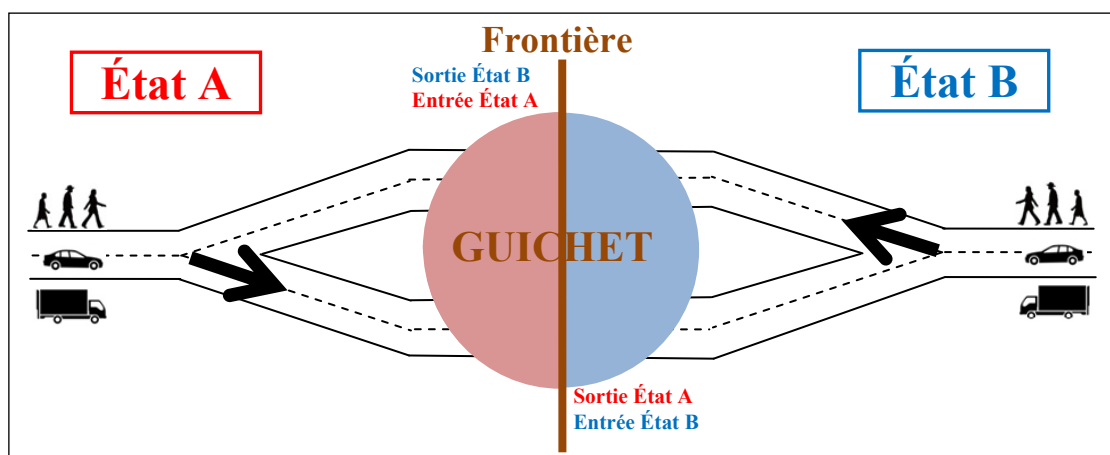 Frontière
État A
Sortie État B
Entrée État A
État B
GUICHET
Sortie État A
Entrée État B